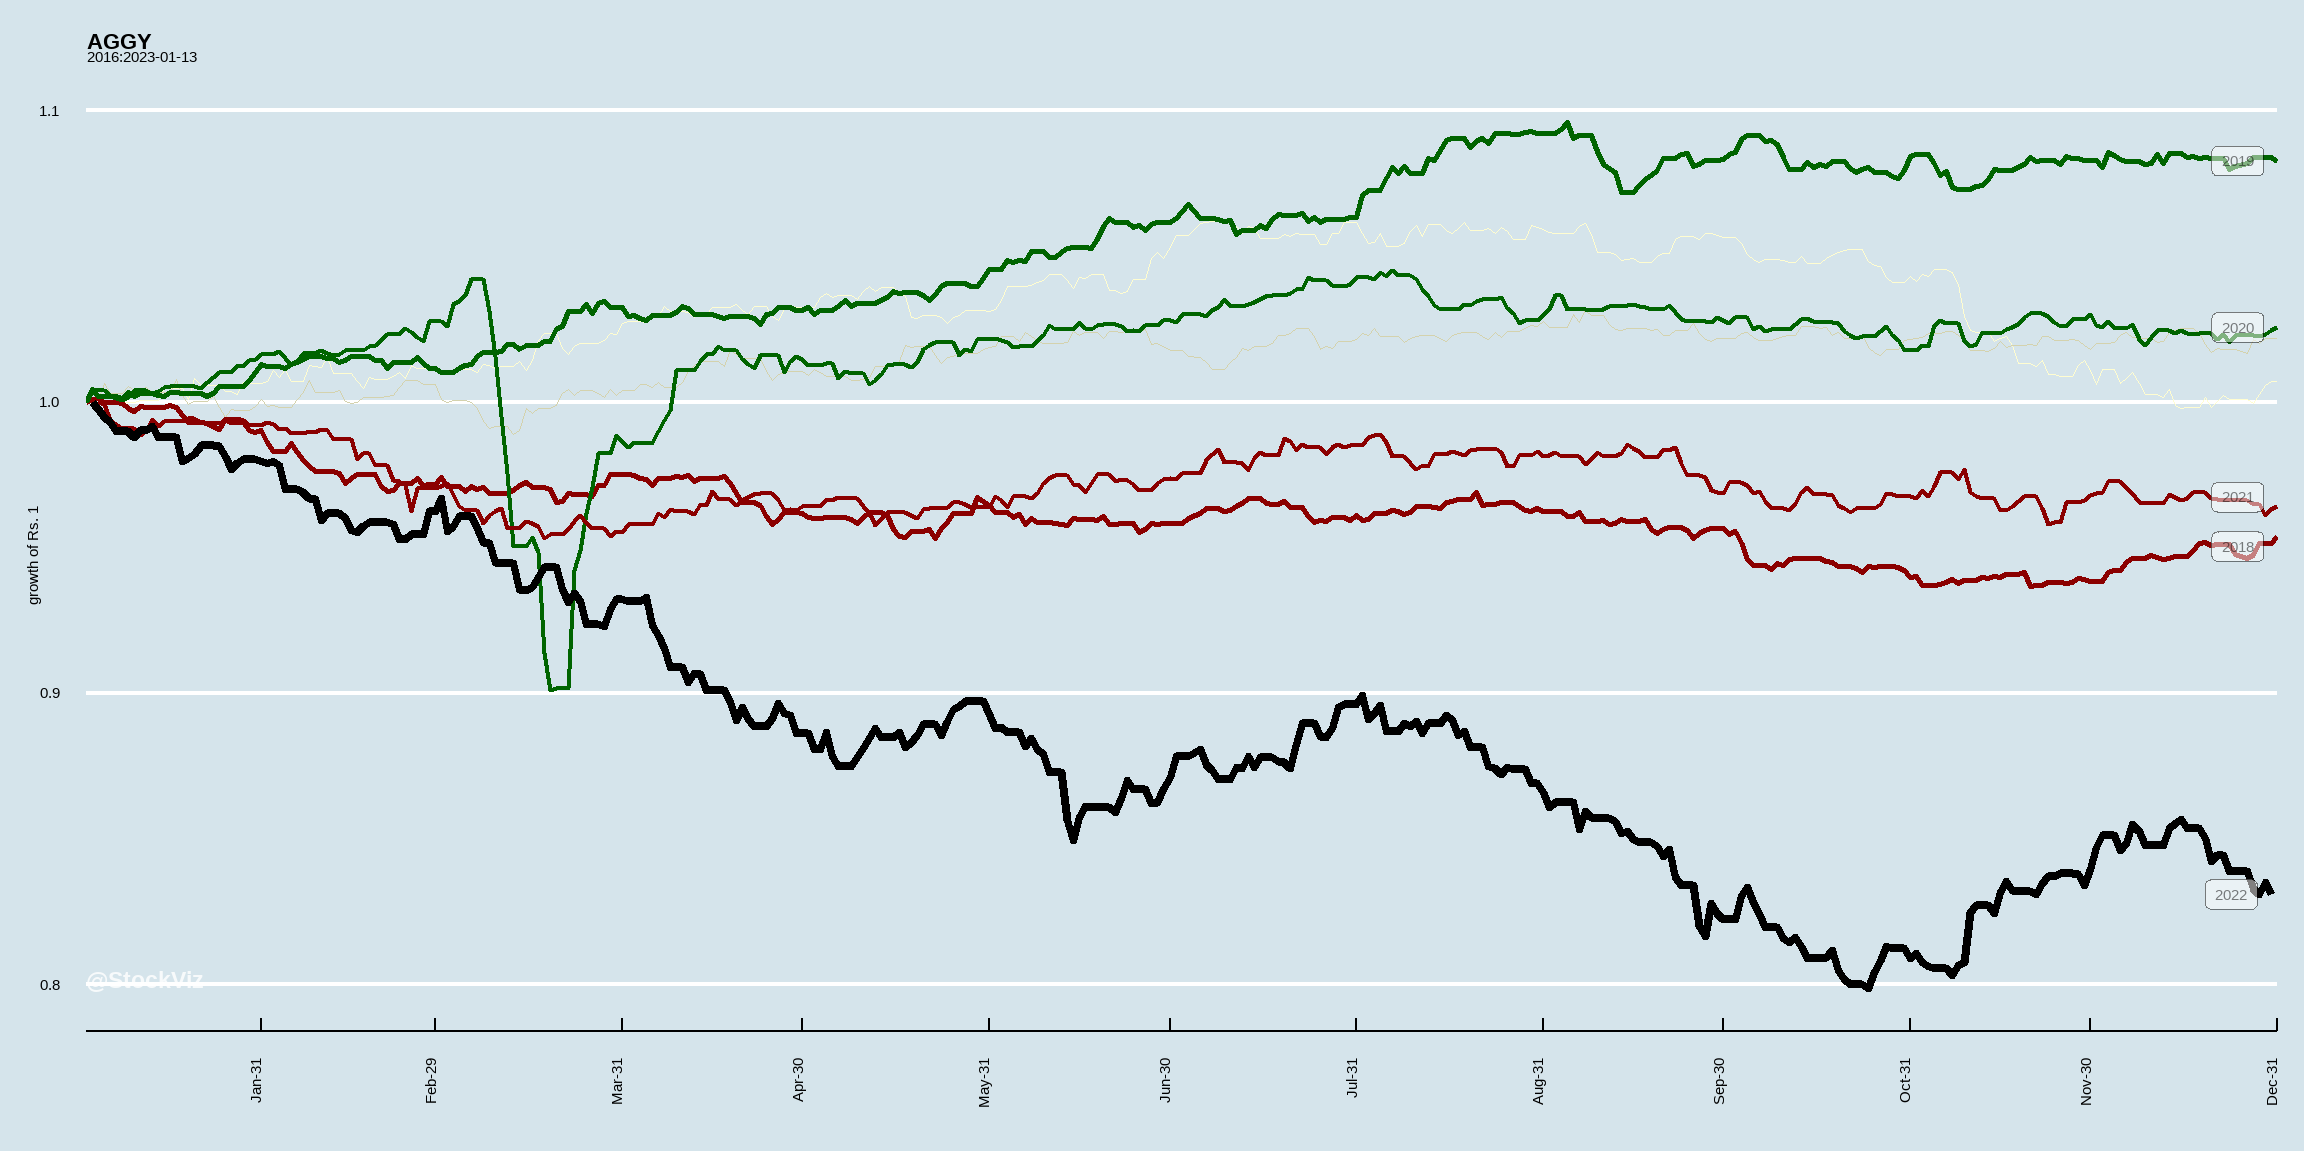 AGGY
2016:2023-01-13
1.1
1.0
0.9
0.8
growth of Rs. 1
2019
2020
2021
2018
2022
@StockViz
Jan-31
Feb-29
Mar-31
Apr-30
May-31
Jun-30
Jul-31
Aug-31
Sep-30
Oct-31
Nov-30
Dec-31